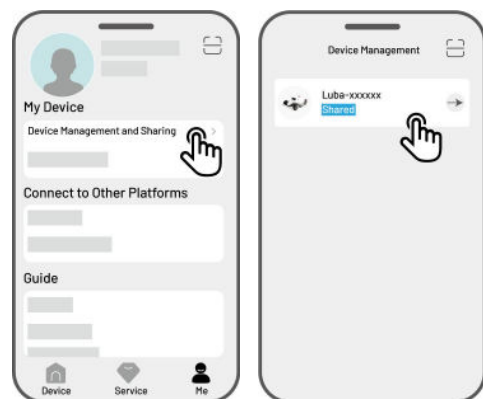 My Device
Device Management and Sharing
Connect to Other Platforms
Guide
Device Service Me
Device Management
Luba-xxxxxx
Shared